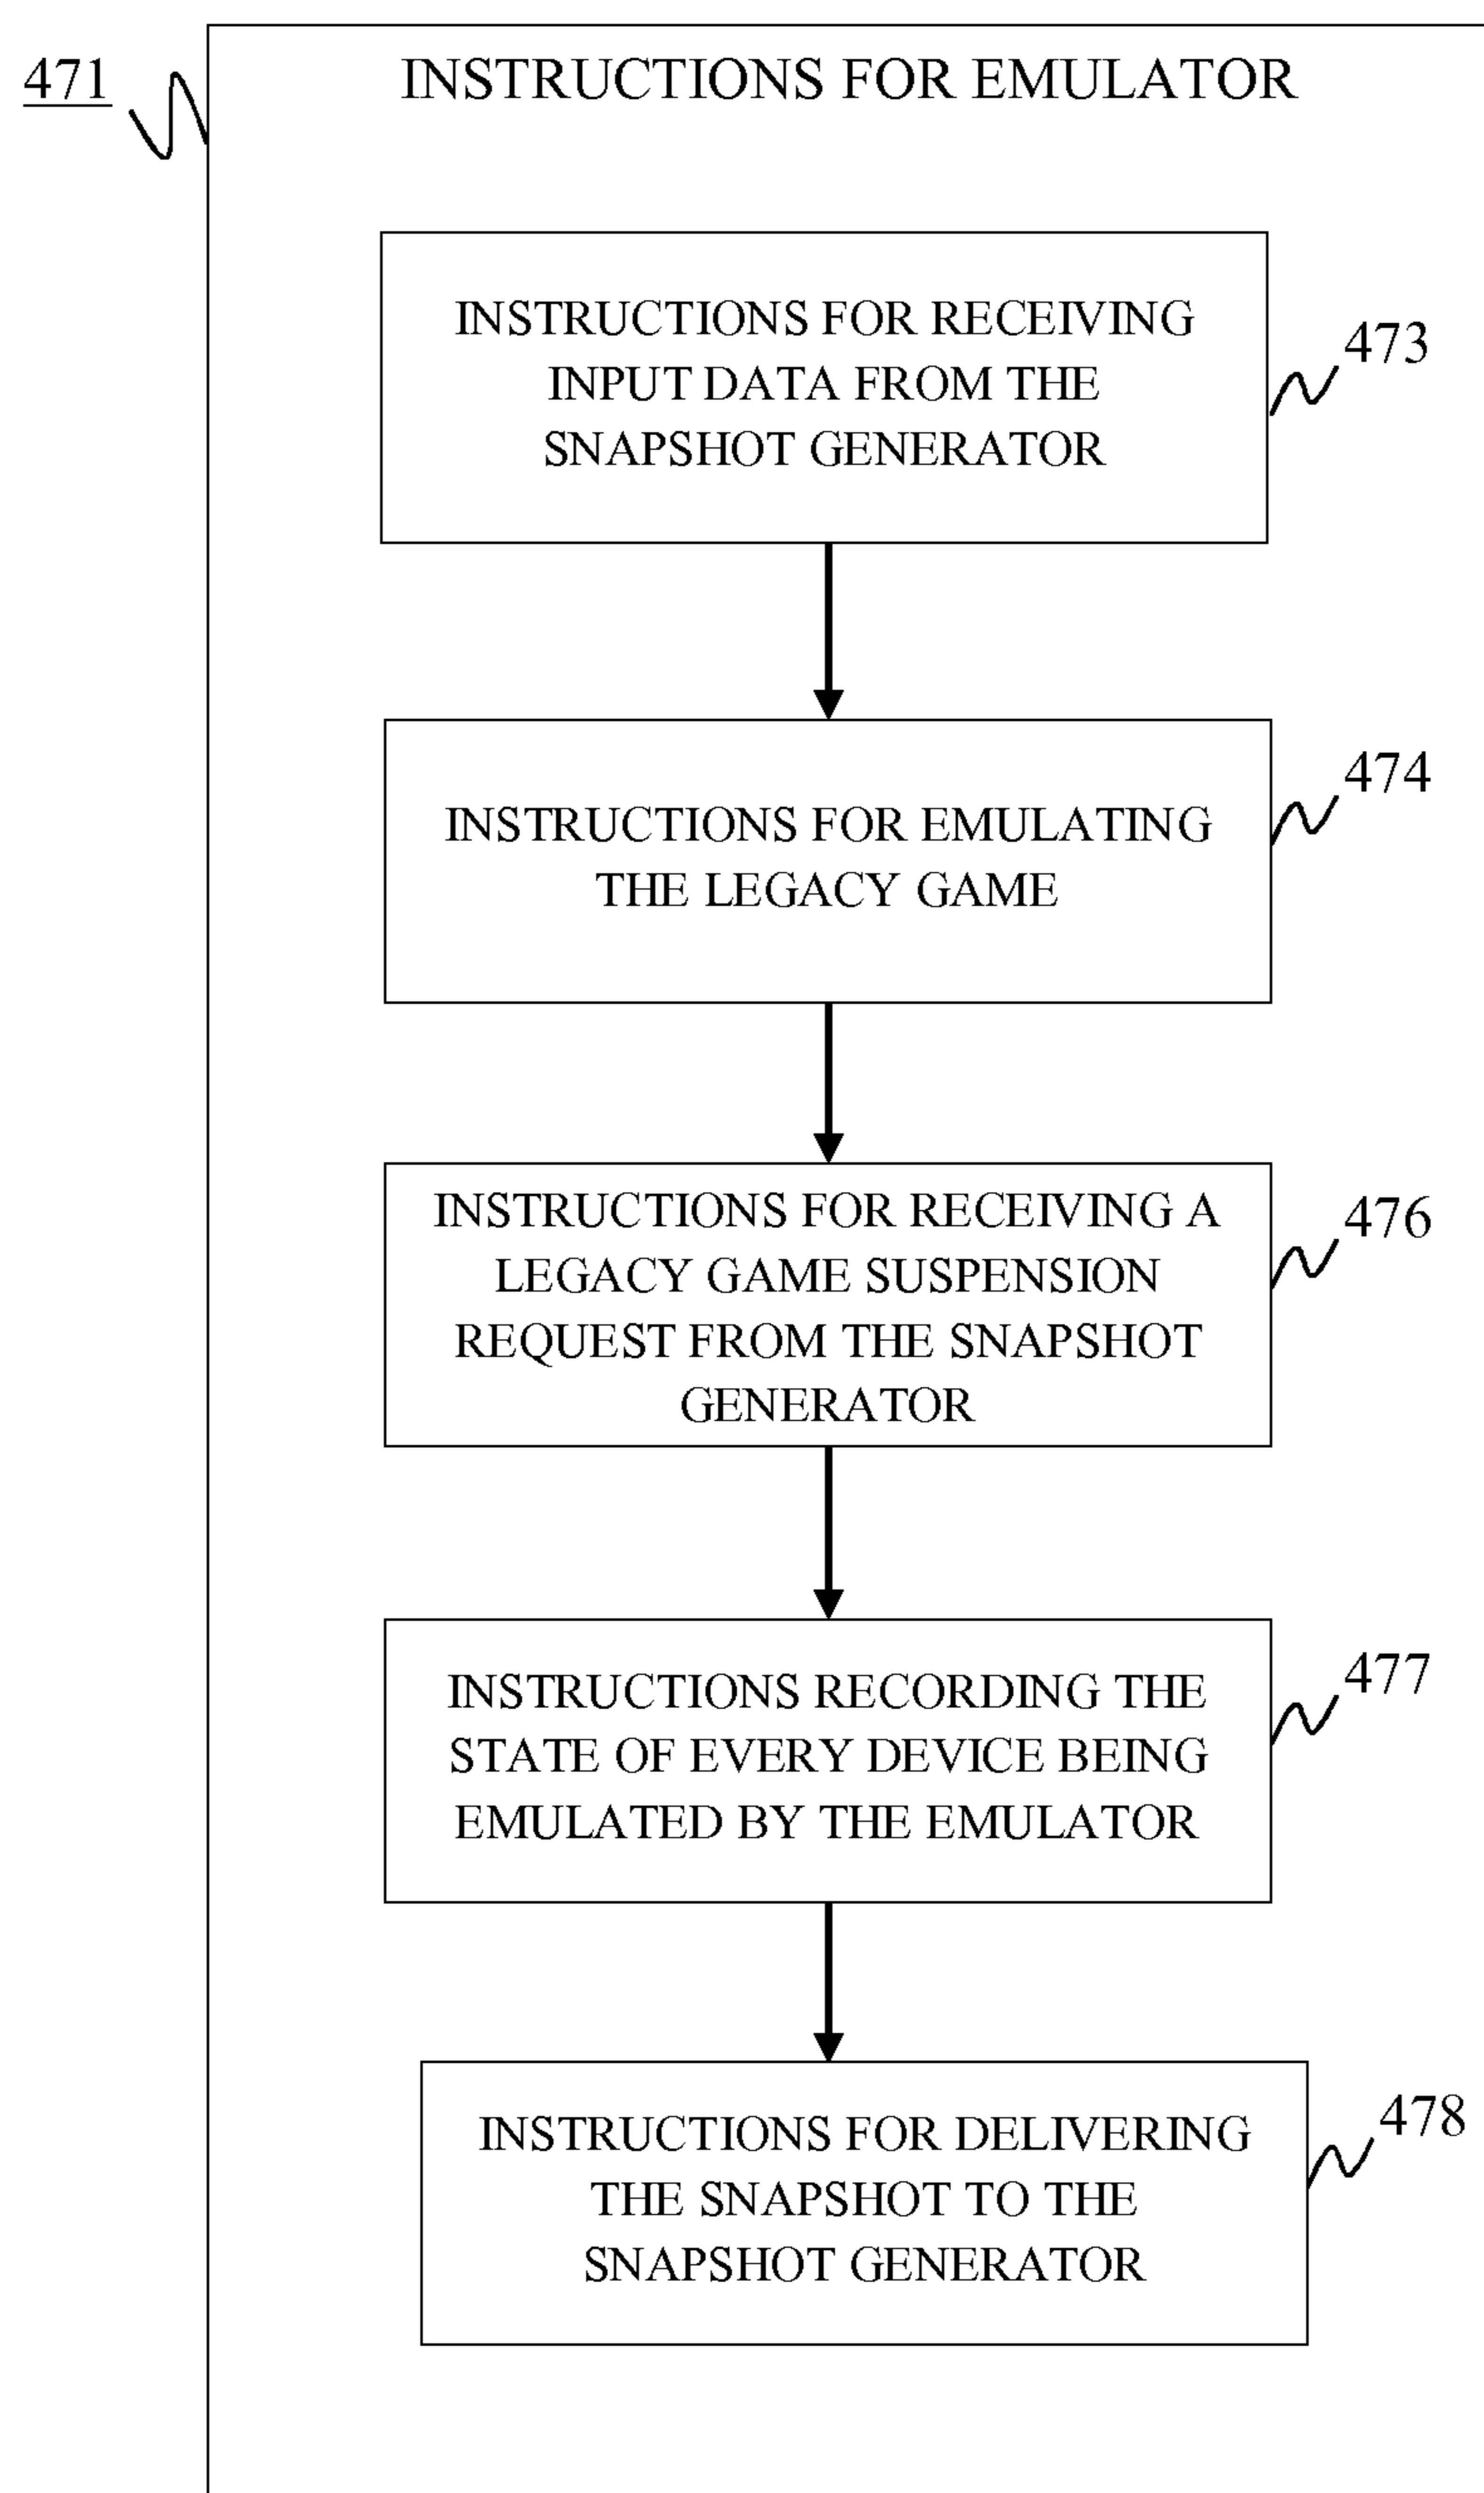 471
INSTRUCTIONS FOR EMULATOR
INSTRUCTIONS FOR RECEIVING
INPUT DATA FROM THE
SNAPSHOT GENERATOR
473
INSTRUCTIONS FOR EMULATING
THE LEGACY GAME
474
INSTRUCTIONS FOR RECEIVING A
LEGACY GAME SUSPENSION
REQUEST FROM THE SNAPSHOT
GENERATOR
476
INSTRUCTIONS RECORDING THE
STATE OF EVERY DEVICE BEING
EMULATED BY THE EMULATOR
477
INSTRUCTIONS FOR DELIVERING
THE SNAPSHOT TO THE
SNAPSHOT GENERATOR
478